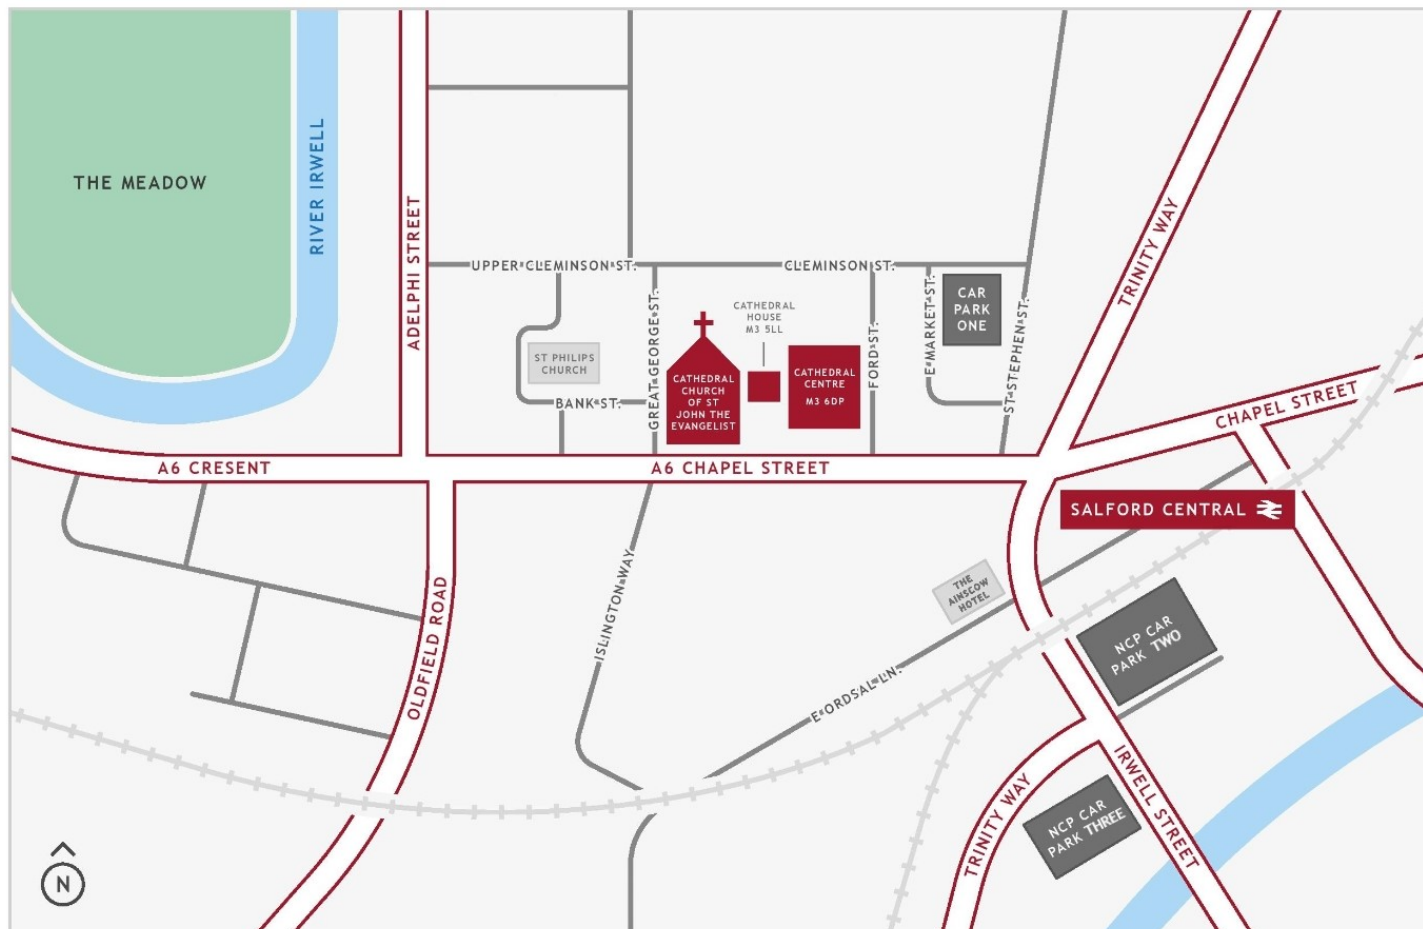 THE MEADOW
RIVER IRWELL
ADELPHI STREET
UPPER CLEMINSON ST.
CLEMINSON ST.
TRINITY WAY
CAR
PARK
ONE
CATHEDRAL
HOUSE
M3 5LL
GREAT GEORGE ST.
FORD ST.
E MARKET ST.
ST STEPHEN ST.
ST PHILIPS
CHURCH
CATHEDRAL
CHURCH
OF ST
JOHN THE
EVANGELIST
CATHEDRAL
CENTRE
M3 6DP
BANK ST.
CHAPEL STREET
A6 CRESENT
A6 CHAPEL STREET
SALFORD CENTRAL
ISLINGTON WAY
OLDFIELD ROAD
THE
AINSCOW
HOTEL
E ORDSAL LN.
NCP CAR
PARK TWO
TRINITY WAY
IRWELL STREET
NCP CAR
PARK THREE
N